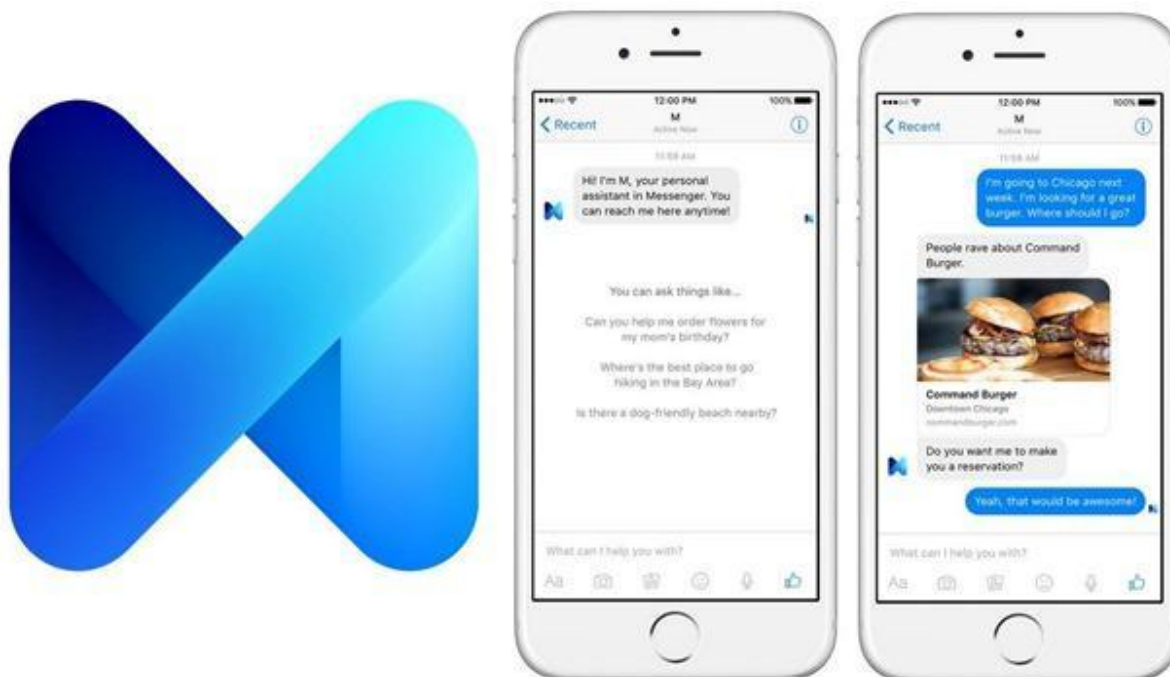 12:00 PM
100%
Recent
M
Active Now
11:58 AM
Hi! I'm M, your personal
assistant in Messenger. You
can reach me here anytime!
You can ask things like...
Can you help me order flowers for
my mom's birthday?
Where's the best place to go
hiking in the Bay Area?
Is there a dog-friendly beach nearby?
What can I help you with?
Aa
12:00 PM
100%
Recent
M
Active Now
11:58 AM
I'm going to Chicago next
week. I'm looking for a great
burger. Where should I go?
People rave about Command
Burger.
Command Burger
Downtown Chicago
commandburger.com
Do you want me to make
you a reservation?
Yeah, that would be awesome!
What can I help you with?
Aa